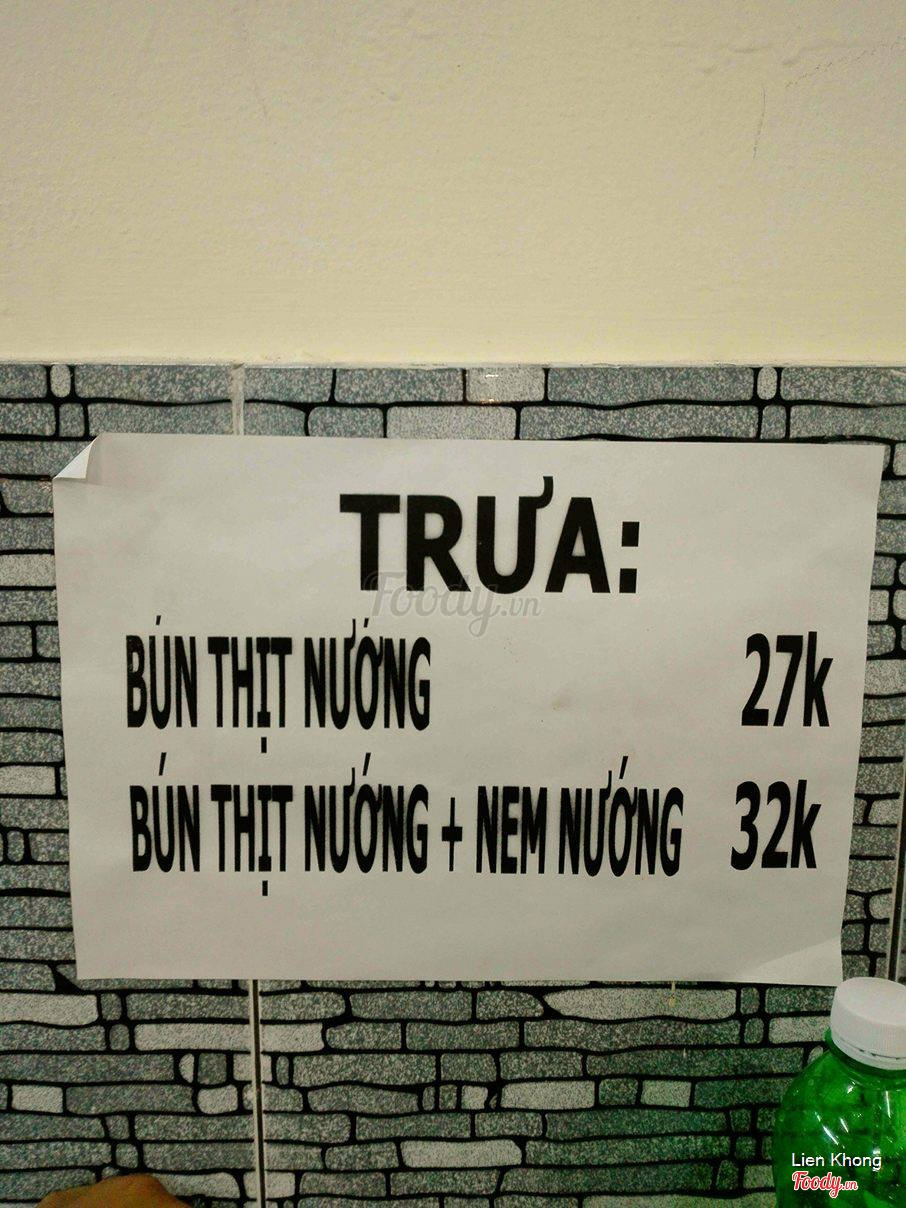 TRƯA:
Foody.vn
BÚN THỊT NƯỚNG 27k
BÚN THỊT NƯỚNG + NEM NƯỚNG 32k
Lien Khong
Foody.vn